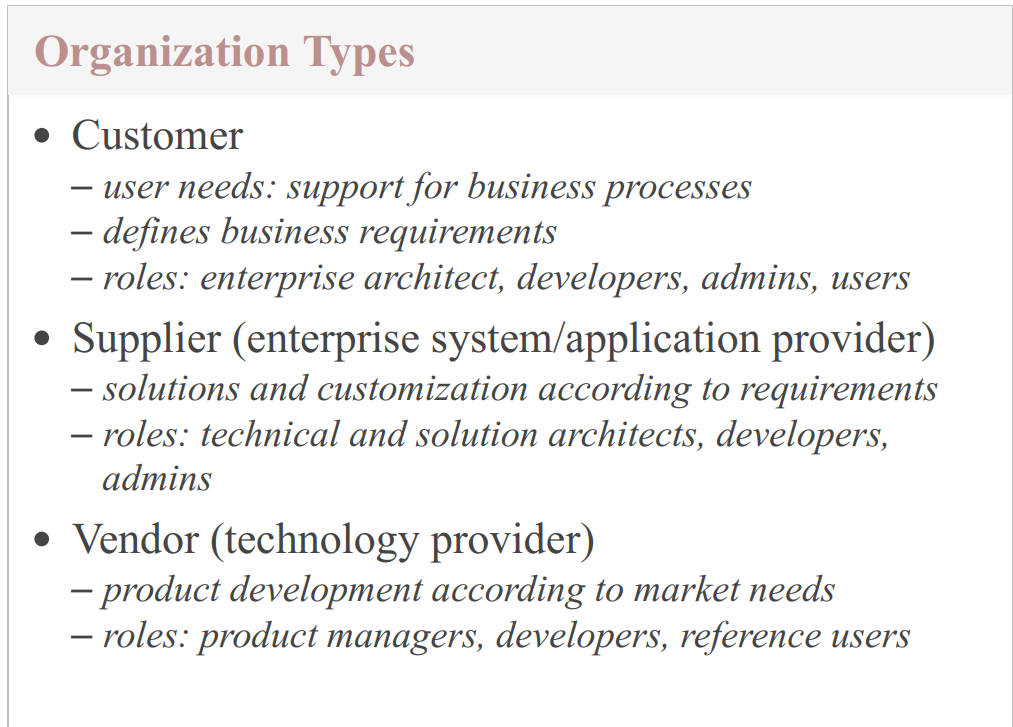 Organization Types
• Customer
– user needs: support for business processes
– defines business requirements
– roles: enterprise architect, developers, admins, users
• Supplier (enterprise system/application provider)
– solutions and customization according to requirements
– roles: technical and solution architects, developers,
admins
• Vendor (technology provider)
– product development according to market needs
– roles: product managers, developers, reference users